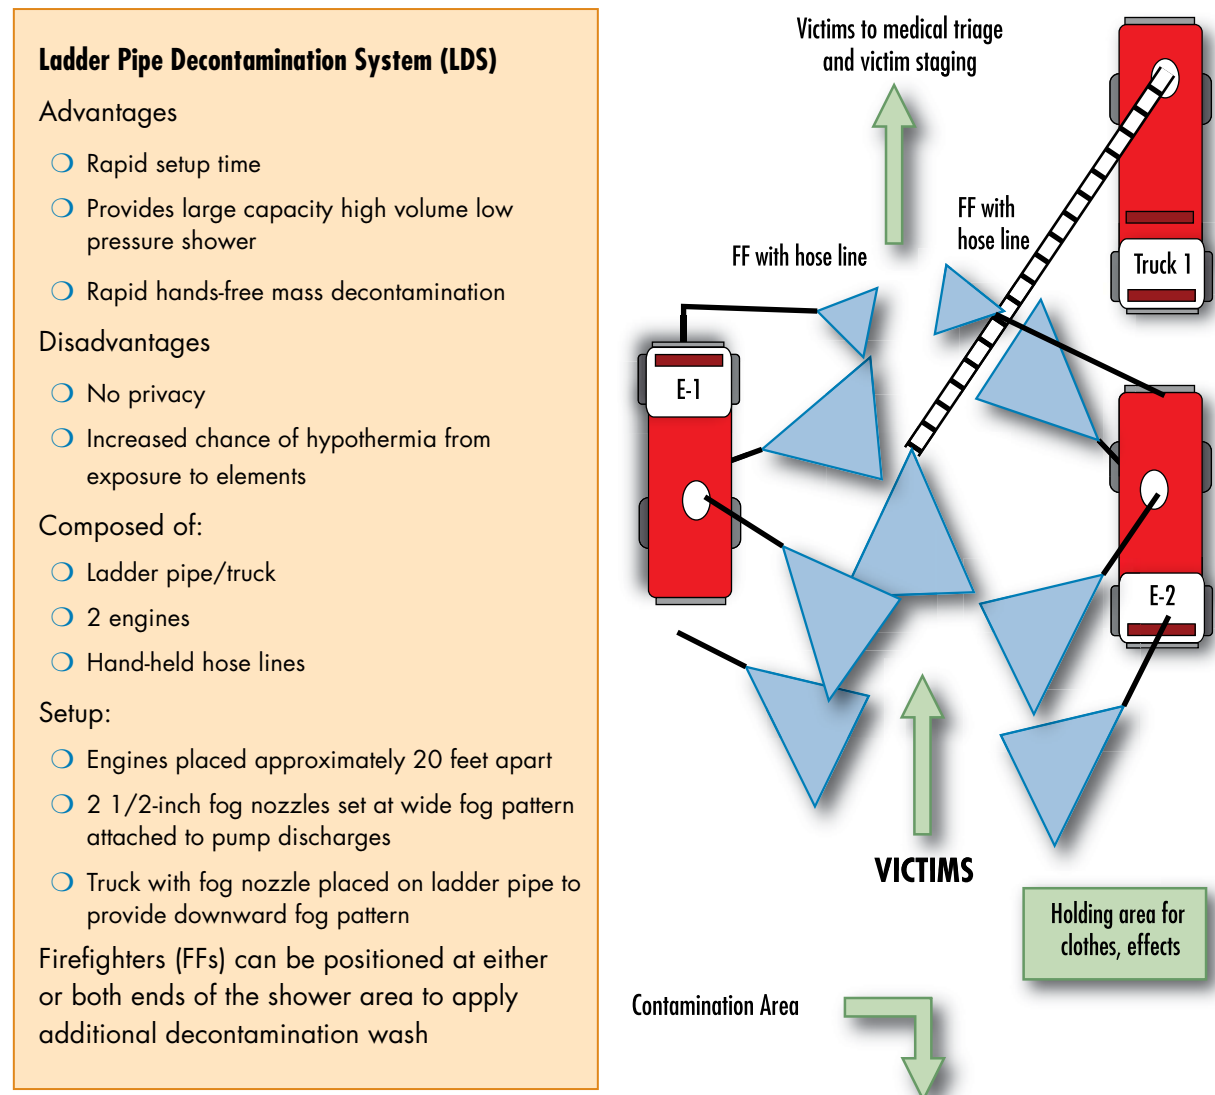 Ladder Pipe Decontamination System (LDS)
Advantages
Rapid setup time
Provides large capacity high volume low
pressure shower
Rapid hands-free mass decontamination
Disadvantages
No privacy
Increased chance of hypothermia from
exposure to elements
Composed of:
Ladder pipe/truck
2 engines
Hand-held hose lines
Setup:
Engines placed approximately 20 feet apart
2 1/2-inch fog nozzles set at wide fog pattern
attached to pump discharges
Truck with fog nozzle placed on ladder pipe to
provide downward fog pattern
Firefighters (FFs) can be positioned at either
or both ends of the shower area to apply
additional decontamination wash
Victims to medical triage
and victim staging
FF with
hose line
FF with hose line
Truck 1
E-1
E-2
VICTIMS
Holding area for
clothes, effects
Contamination Area